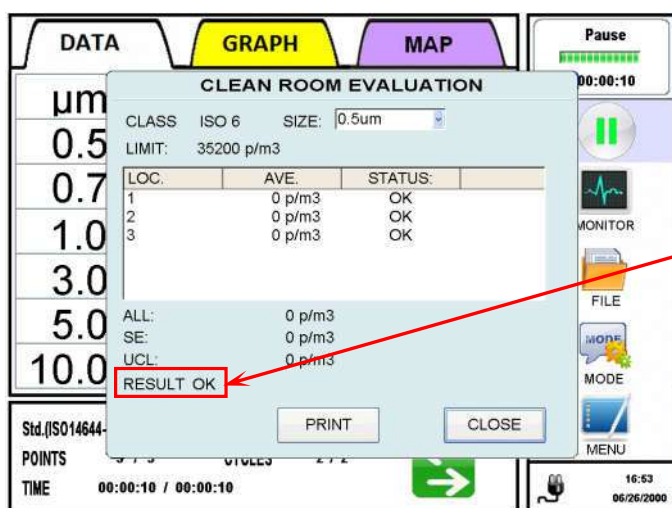 DATA GRAPH MAP
Pause
00:00:10
CLEAN ROOM EVALUATION
CLASS ISO 6 SIZE: 0.5um
LIMIT: 35200 p/m3
LOC. AVE. STATUS:
1 0 p/m3 OK
2 0 p/m3 OK
3 0 p/m3 OK
ALL: 0 p/m3
SE: 0 p/m3
UCL: 0 p/m3
RESULT OK
PRINT CLOSE
µm
0.5
0.7
1.0
3.0
5.0
10.0
MONITOR
FILE
MODE
MODE
MENU
Std.(ISO14644-
POINTS
CYCLES
TIME 00:00:10 / 00:00:10
16:53
06/26/2000